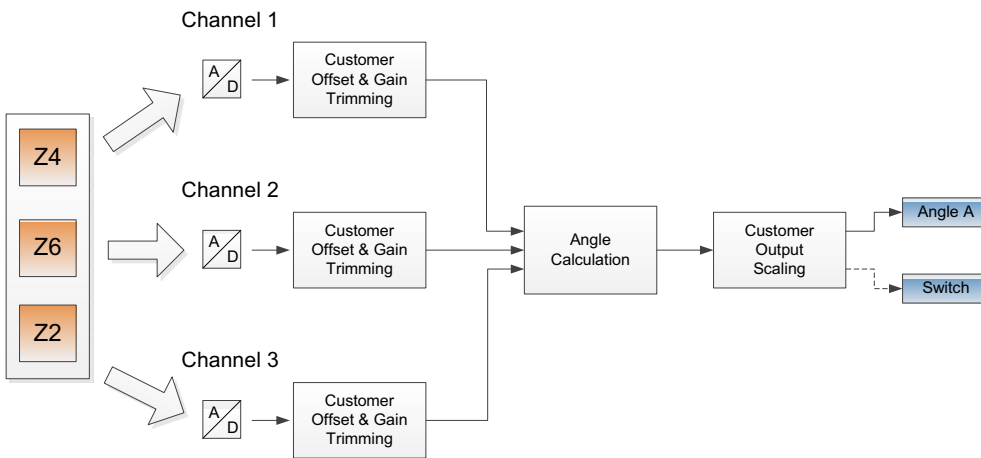 Channel 1
A
D
Customer
Offset & Gain
Trimming
Z4
Channel 2
Z6
A
D
Customer
Offset & Gain
Trimming
Angle
Calculation
Customer
Output
Scaling
Angle A
Switch
Z2
Channel 3
A
D
Customer
Offset & Gain
Trimming